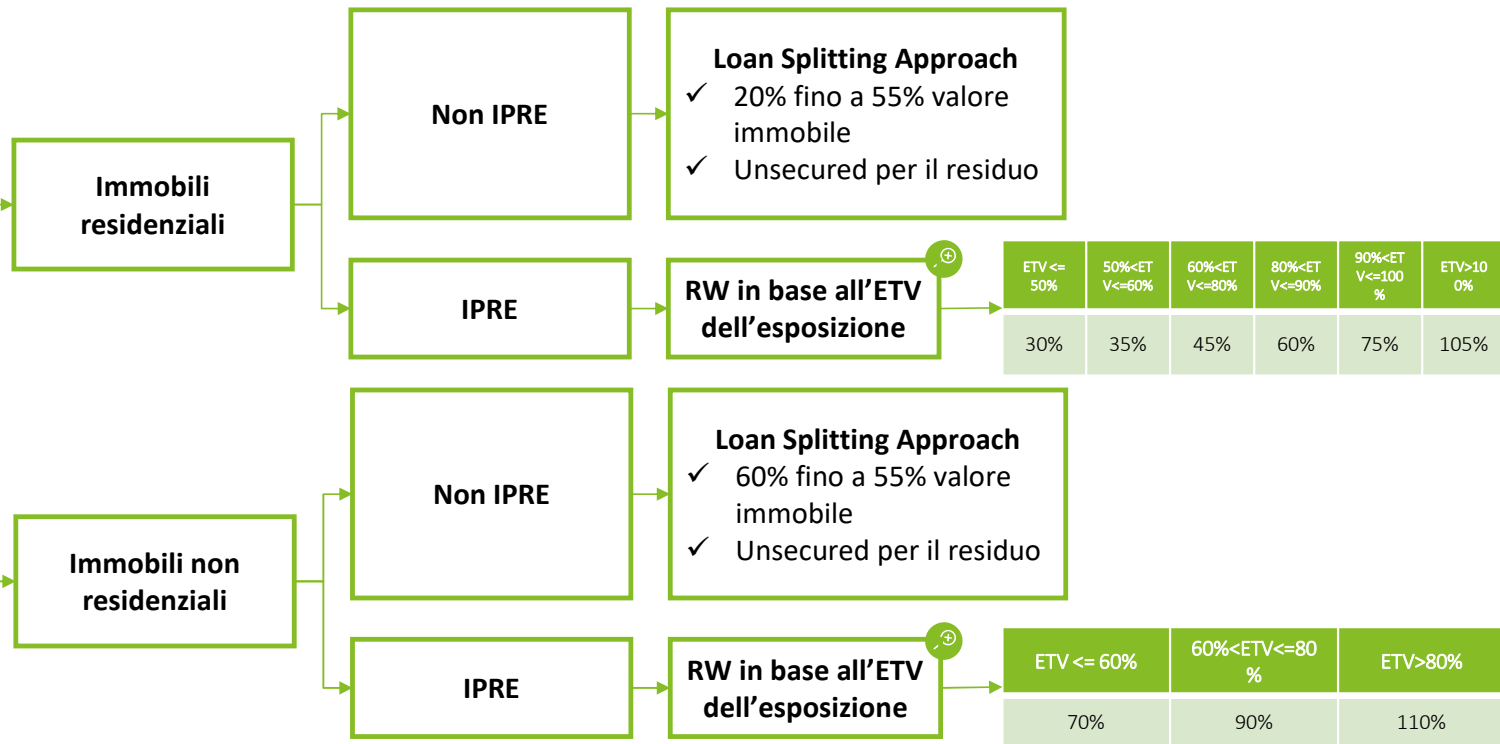 Immobili
residenziali
Non IPRE
Loan Splitting Approach
✓ 20% fino a 55% valore
immobile
✓ Unsecured per il residuo
IPRE
RW in base all'ETV
dell'esposizione
ETV <=
50%
50%<ET
V<=60%
60%<ET
V<=80%
80%<ET
V<=90%
90%<ET
V<=100
%
ETV>10
0%
30% 35% 45% 60% 75% 105%
Immobili non
residenziali
Non IPRE
Loan Splitting Approach
✓ 60% fino a 55% valore
immobile
✓ Unsecured per il residuo
IPRE
RW in base all'ETV
dell'esposizione
ETV <= 60%
60%<ETV<=80
%
ETV>80%
70% 90% 110%